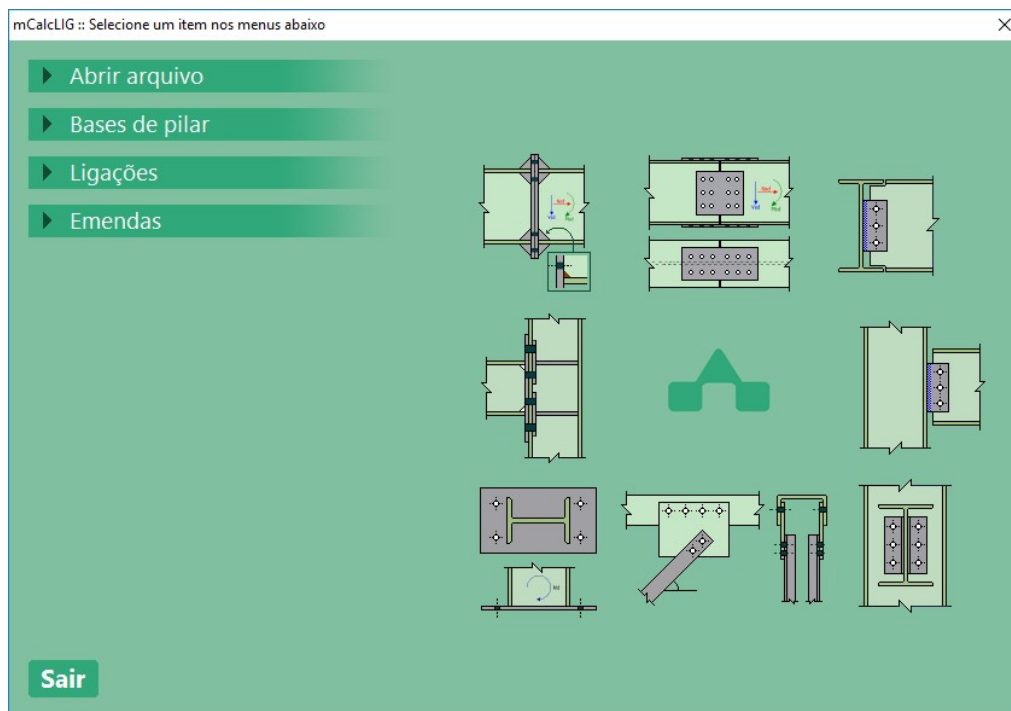 mCalcLIG :: Selecione um item nos menus abaixo
Abrir arquivo
Bases de pilar
Ligações
Emendas
Sair